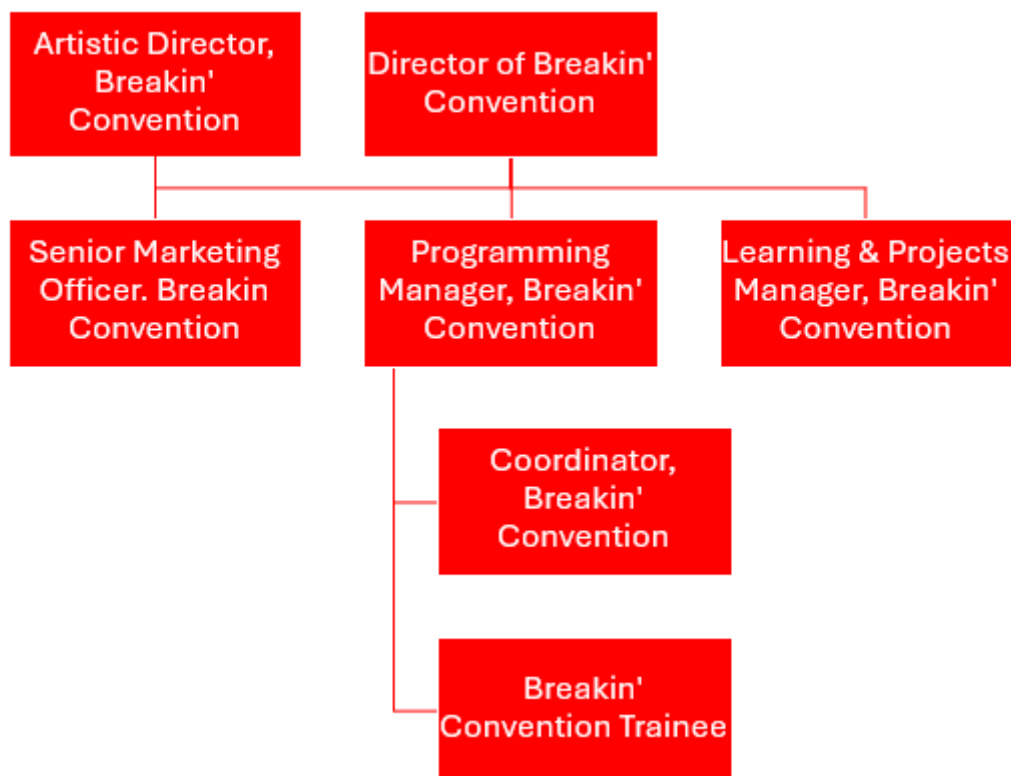 Artistic Director,
Breakin'
Convention
Director of Breakin'
Convention
Senior Marketing
Officer. Breakin
Convention
Programming
Manager, Breakin'
Convention
Learning & Projects
Manager, Breakin'
Convention
Coordinator,
Breakin'
Convention
Breakin'
Convention Trainee